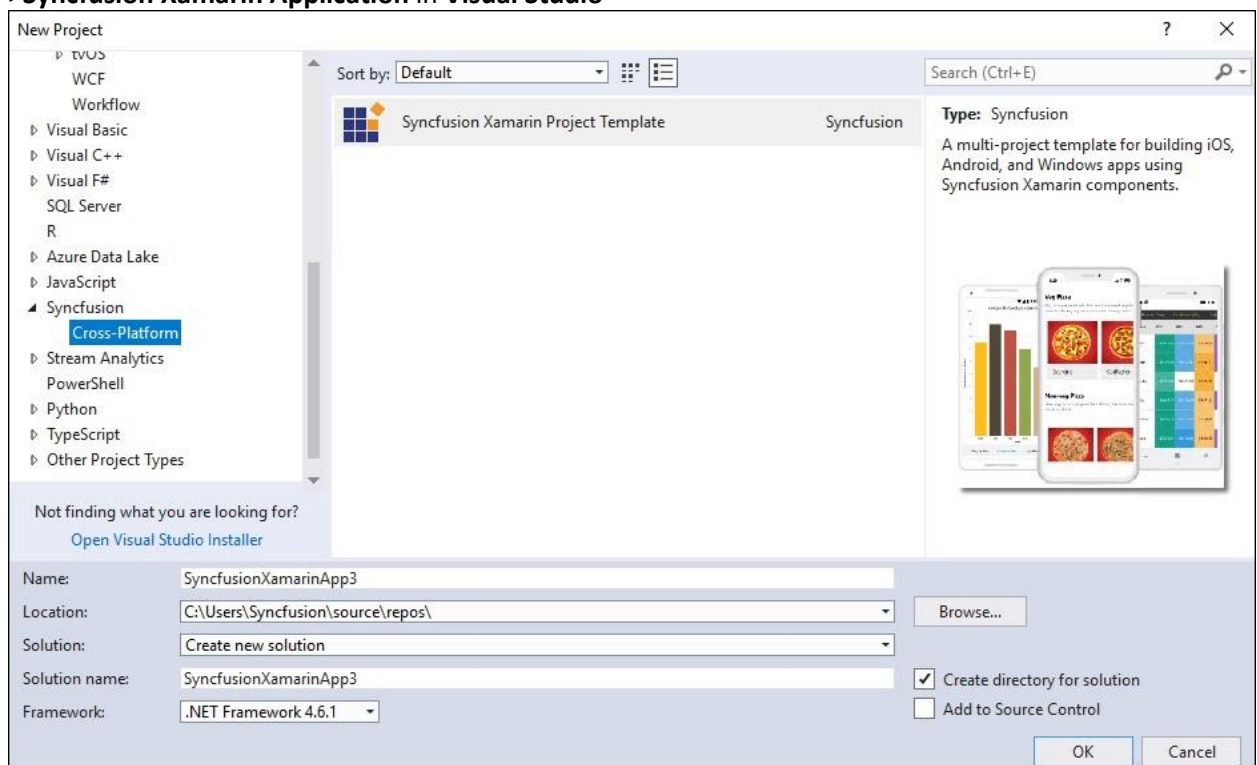 Syncfusion Xamarin Application in Visual Studio
New Project
? X
tvOS
WCF
Workflow
Visual Basic
Visual C++
Visual F#
SQL Server
R
Azure Data Lake
JavaScript
Syncfusion
Cross-Platform
Stream Analytics
PowerShell
Python
TypeScript
Other Project Types
Not finding what you are looking for?
Open Visual Studio Installer
Sort by: Default
Syncfusion Xamarin Project Template Syncfusion
Search (Ctrl+E)
Type: Syncfusion
A multi-project template for building iOS,
Android, and Windows apps using
Syncfusion Xamarin components.
Veg Pizza
Non-veg Pizza
Name: SyncfusionXamarinApp3
Location: C:\Users\Syncfusion\source\repos\
Browse...
Solution: Create new solution
Solution name: SyncfusionXamarinApp3
Create directory for solution
Framework: .NET Framework 4.6.1
Add to Source Control
OK Cancel